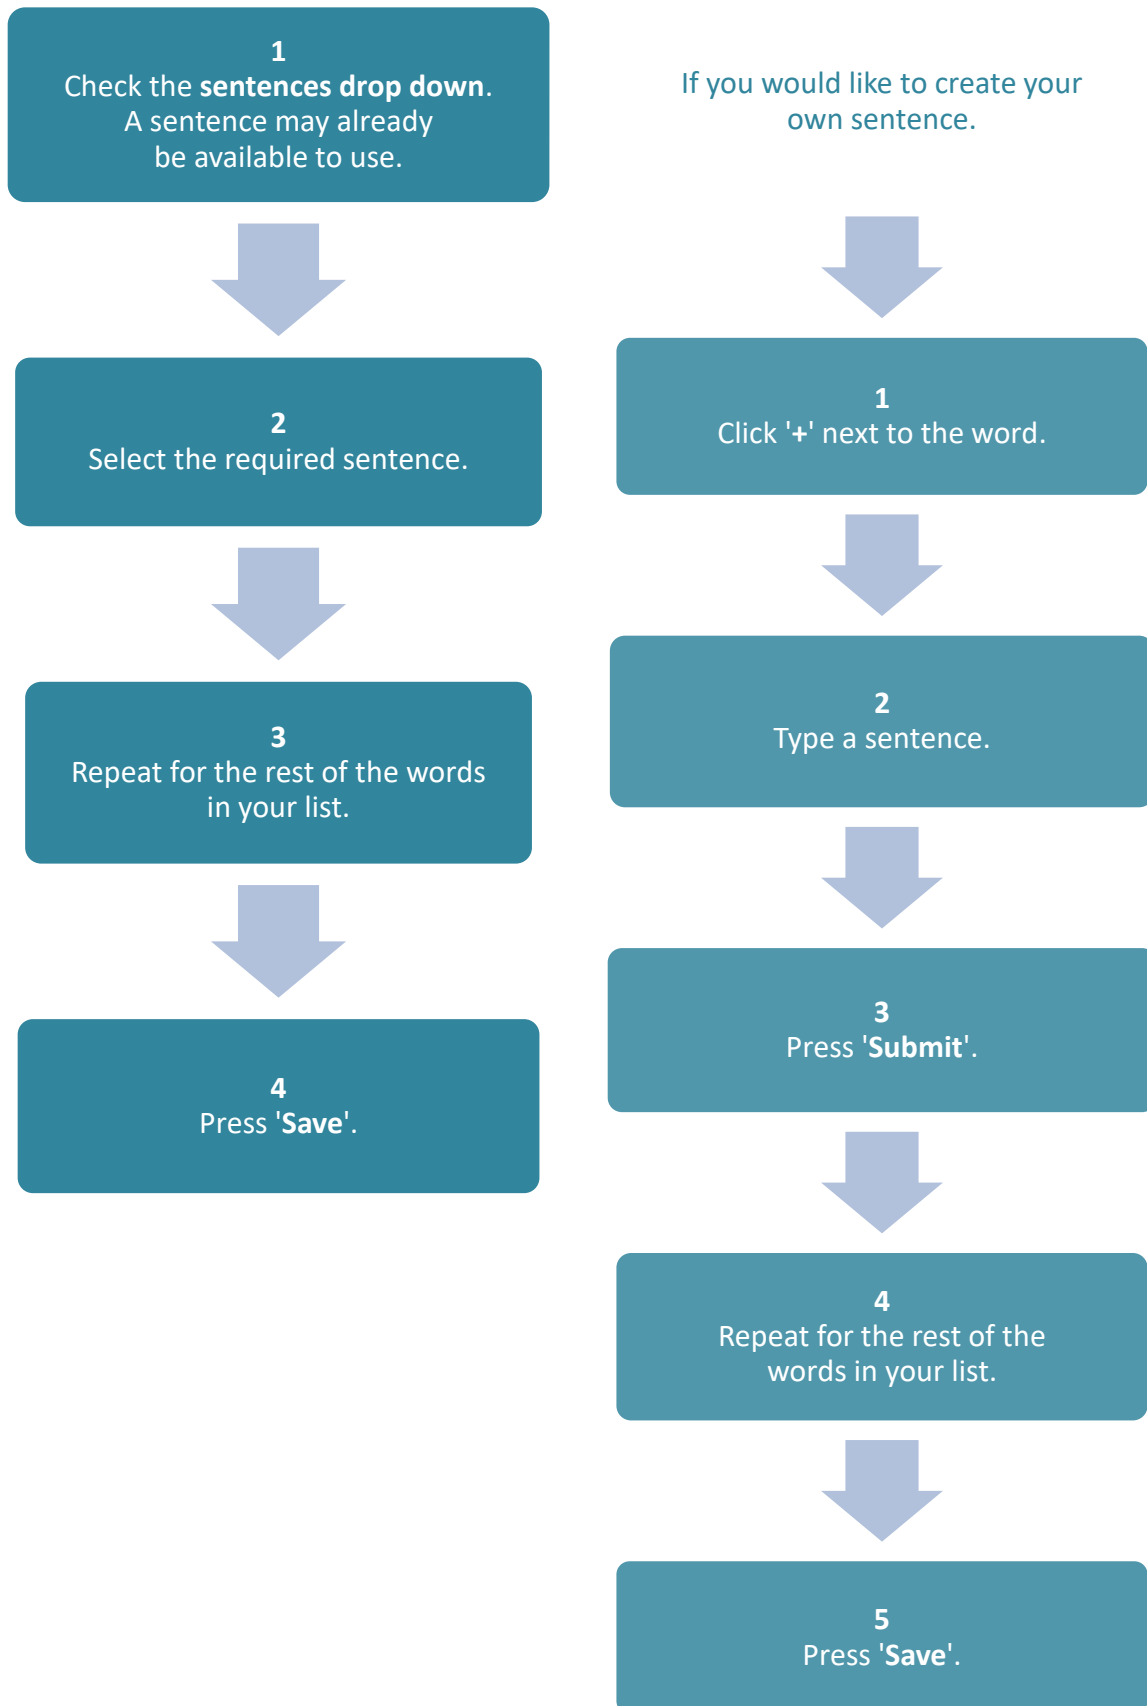 1
Check the sentences drop down.
A sentence may already
be available to use.
2
Select the required sentence.
3
Repeat for the rest of the words
in your list.
4
Press 'Save'.
If you would like to create your
own sentence.
1
Click '+' next to the word.
2
Type a sentence.
3
Press 'Submit'.
4
Repeat for the rest of the
words in your list.
5
Press 'Save'.